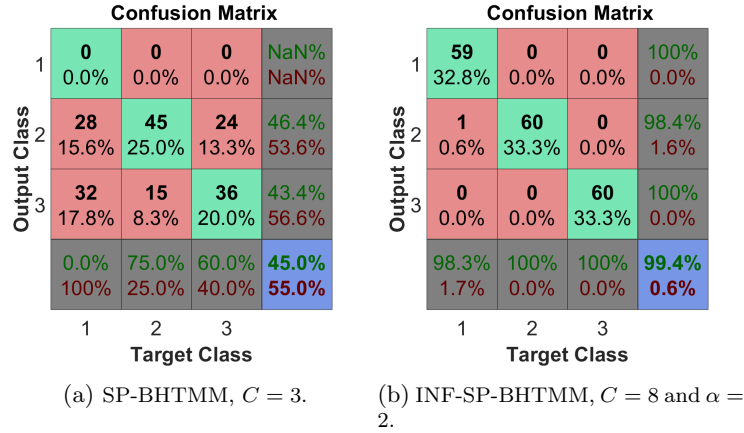 Confusion Matrix
0 0 0 NaN%
1
0.0% 0.0% 0.0% NaN%
28 45 24 46.4%
2
15.6% 25.0% 13.3% 53.6%
32 15 36 43.4%
3
17.8% 8.3% 20.0% 56.6%
0.0% 75.0% 60.0% 45.0%
100% 25.0% 40.0% 55.0%
1 2 3
Target Class
Output Class
(a) SP-BHTMM, C = 3.
Confusion Matrix
59 0 0 100%
1
32.8% 0.0% 0.0% 0.0%
1 60 0 98.4%
2
0.6% 33.3% 0.0% 1.6%
0 0 60 100%
3
0.0% 0.0% 33.3% 0.0%
98.3% 100% 100% 99.4%
1.7% 0.0% 0.0% 0.6%
1 2 3
Target Class
Output Class
(b) INF-SP-BHTMM, C = 8 and α =
2.